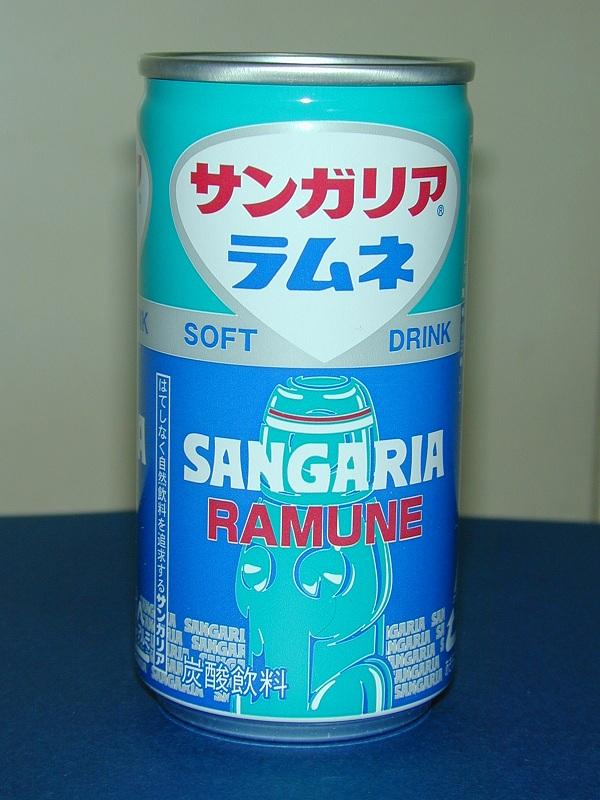 サンガリア®
ラムネ
SOFT DRINK
SANGARIA
RAMUNE
はてしなく自然飲料を追求するサンガリア
炭酸飲料